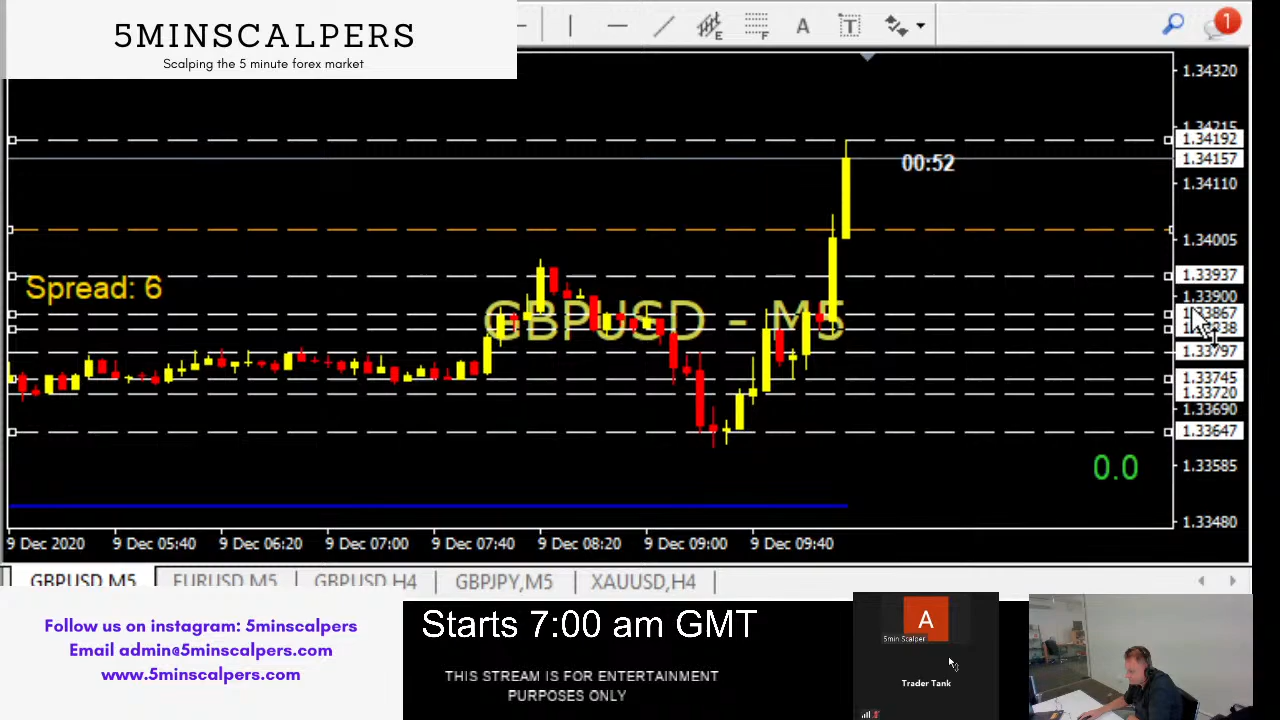 5MINSCALPERS
Scalping the 5 minute forex market
E
F
A
T
1
1.34320
1.34215
1.34192
1.34157
00:52
1.34110
1.34005
1.33937
Spread: 6
1.33900
GBPUSD - M5
1.33867
1.33797
1.33745
1.33720
1.33690
1.33647
0.0
1.33585
1.33480
9 Dec 2020 9 Dec 05:40 9 Dec 06:20 9 Dec 07:00 9 Dec 07:40 9 Dec 08:20 9 Dec 09:00 9 Dec 09:40
GBPUSD M5 EURUSD M5 GBPUSD H4 GBPJPY,M5 XAUUSD,H4
Follow us on instagram: 5minscalpers
Email admin@5minscalpers.com
www.5minscalpers.com
Starts 7:00 am GMT
THIS STREAM IS FOR ENTERTAINMENT
PURPOSES ONLY
A
5min Scalper
Trader Tank